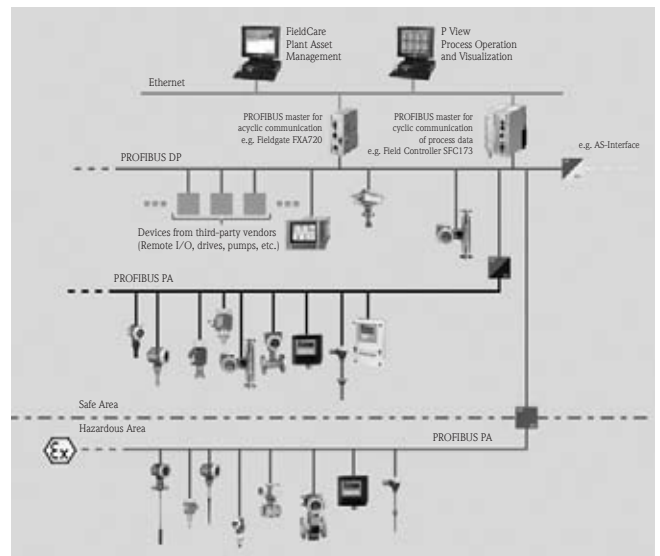 FieldCare
Plant Asset
Management
P View
Process Operation
and Visualization
Ethernet
PROFIBUS master for
acyclic communication
e.g. Fieldgate FXA720
PROFIBUS master for
cyclic communication
of process data
e.g. Field Controller SFC173
e.g. AS-Interface
PROFIBUS DP
Devices from third-party vendors
(Remote I/O, drives, pumps, etc.)
PROFIBUS PA
Safe Area
Hazardous Area
PROFIBUS PA
Ex